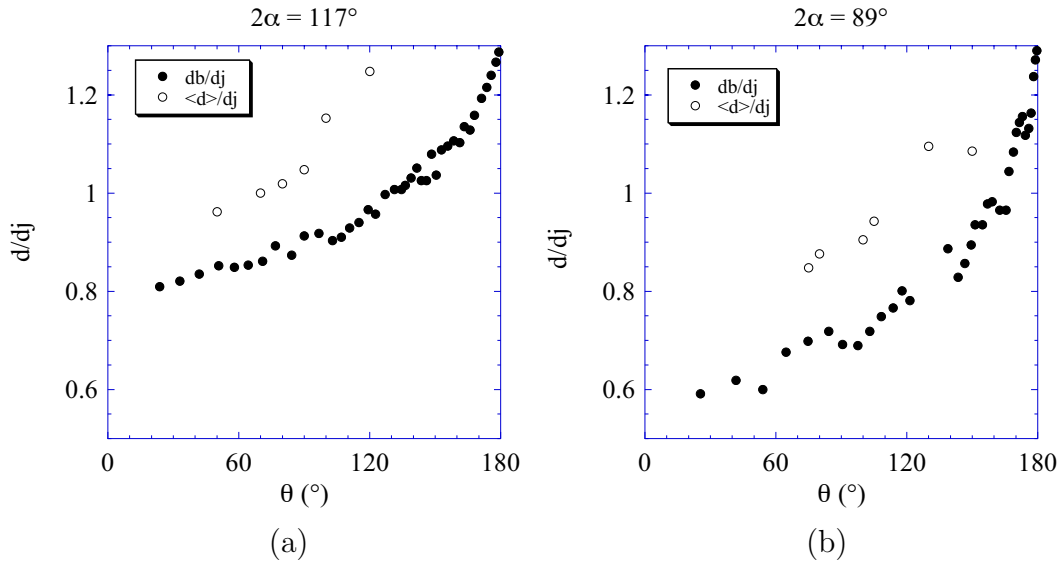 2α = 117°
db/dj
<d>/dj
1.2
1
0.8
0.6
d/dj
0
60
120
180
θ (°)
(a)
2α = 89°
db/dj
<d>/dj
1.2
1
0.8
0.6
d/dj
0
60
120
180
θ (°)
(b)